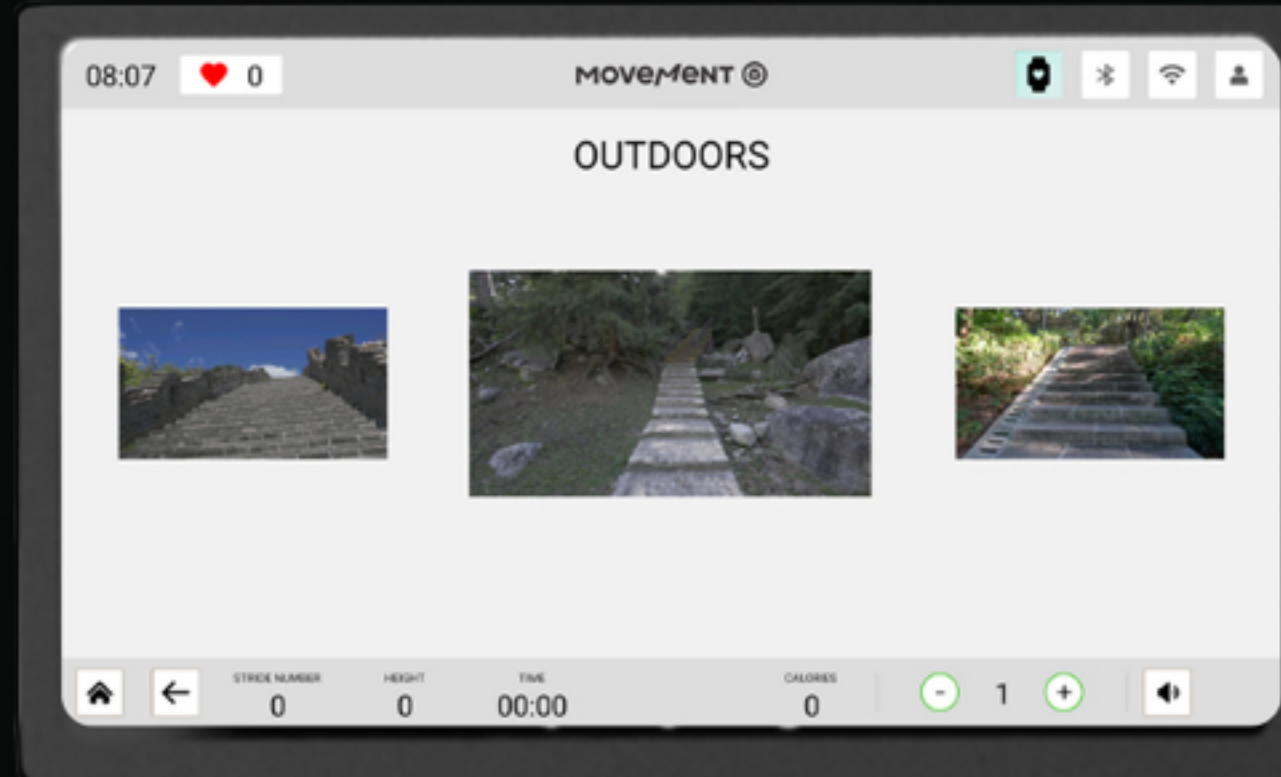 08:07
0
MOVEMENT
OUTDOORS
STRIDE NUMBER
0
HEIGHT
0
TIME
00:00
CALORIES
0
-
1
+